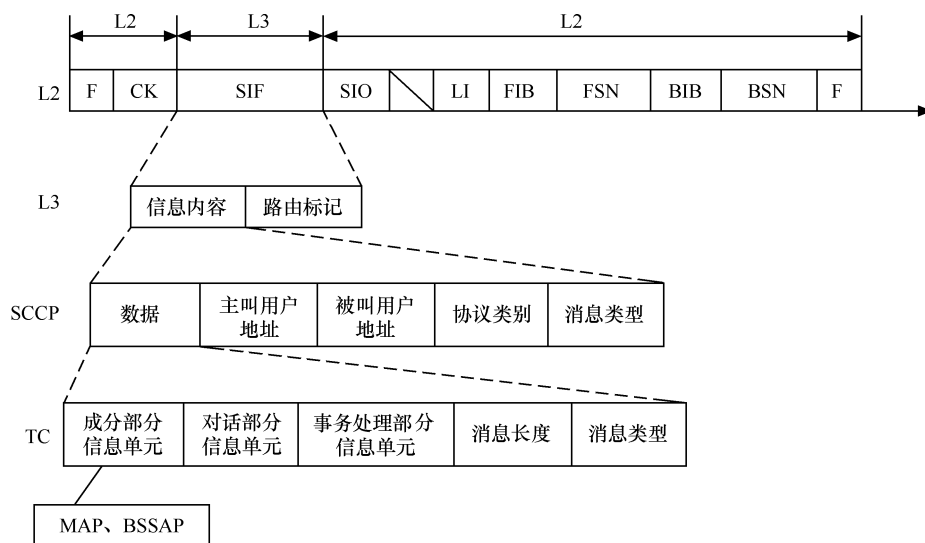 L2 L3 L2
L2 F CK SIF SIO LI FIB FSN BIB BSN F
L3 信息内容 路由标记
SCCP 数据 主叫用户地址 被叫用户地址 协议类别 消息类型
TC 成分部分信息单元 对话部分信息单元 事务处理部分信息单元 消息长度 消息类型
MAP、BSSAP